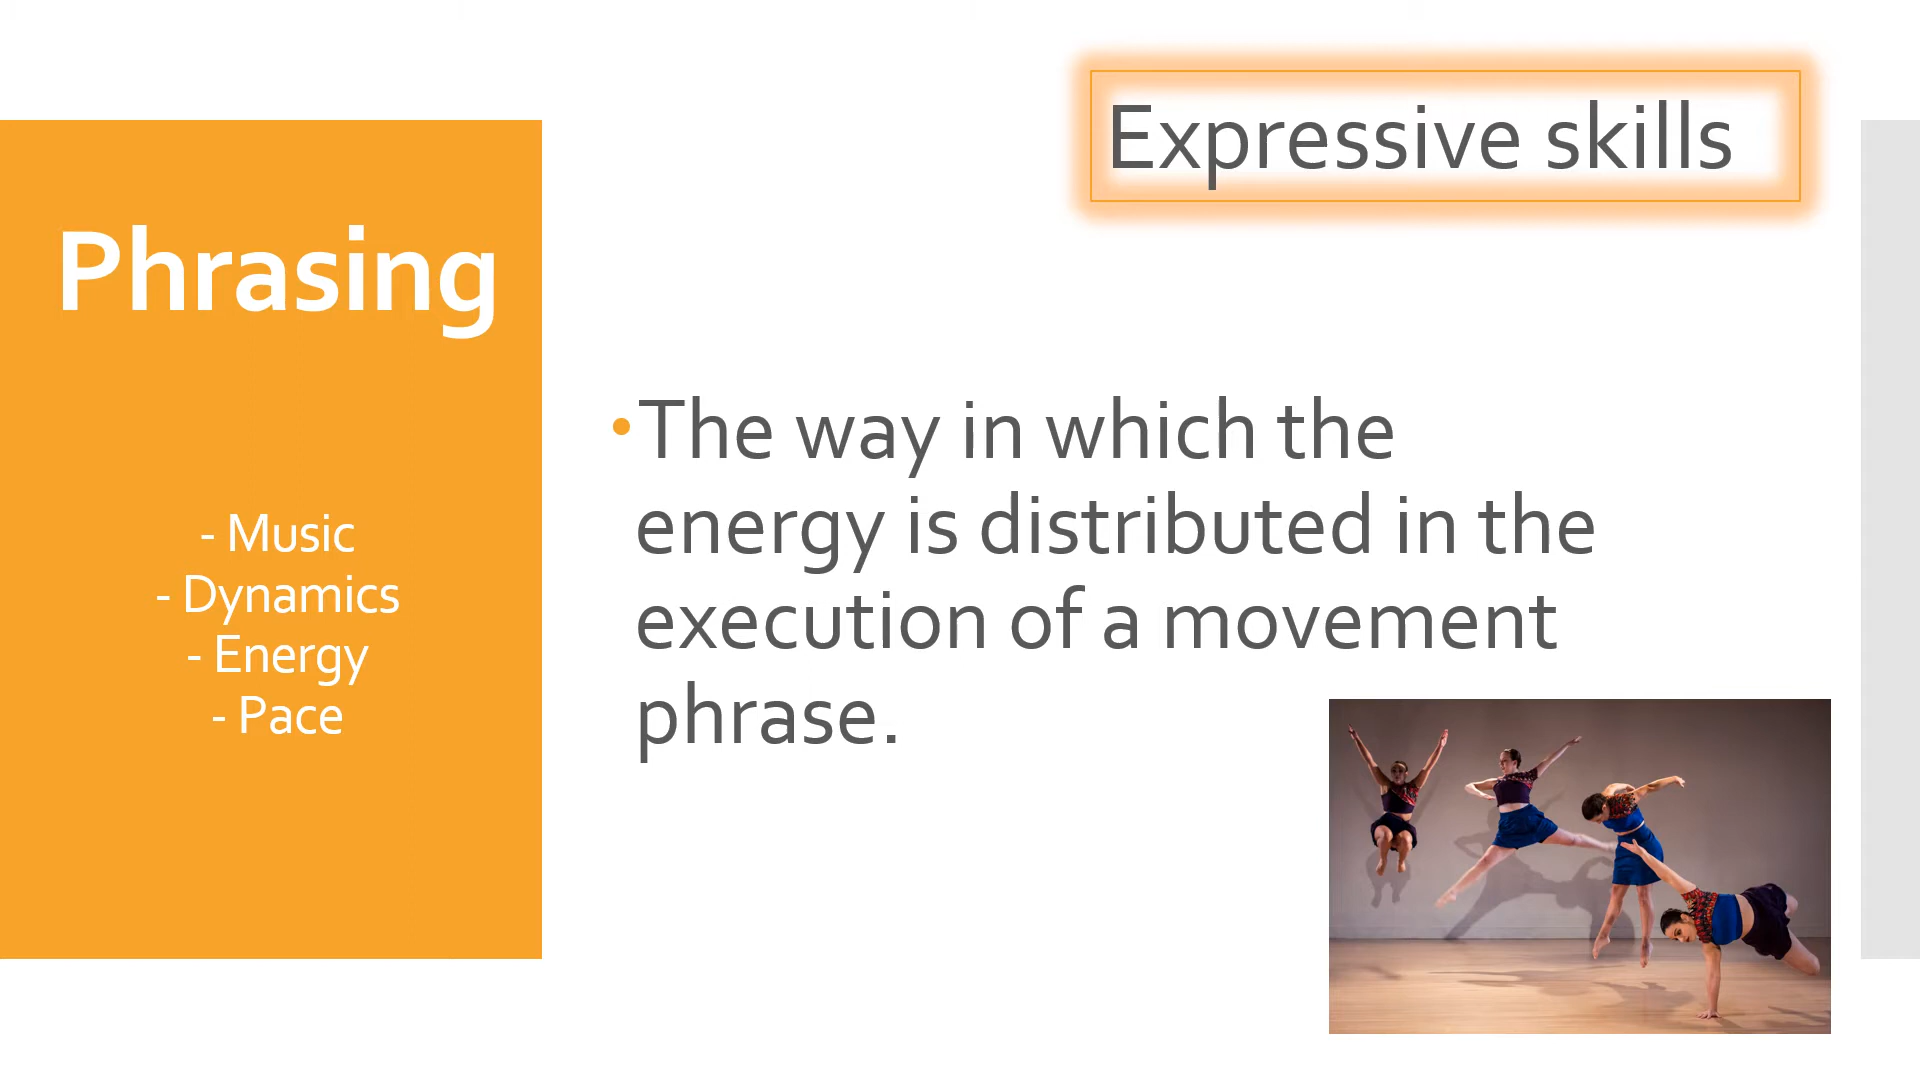 Expressive skills
Phrasing
- Music
- Dynamics
- Energy
- Pace
•The way in which the
energy is distributed in the
execution of a movement
phrase.